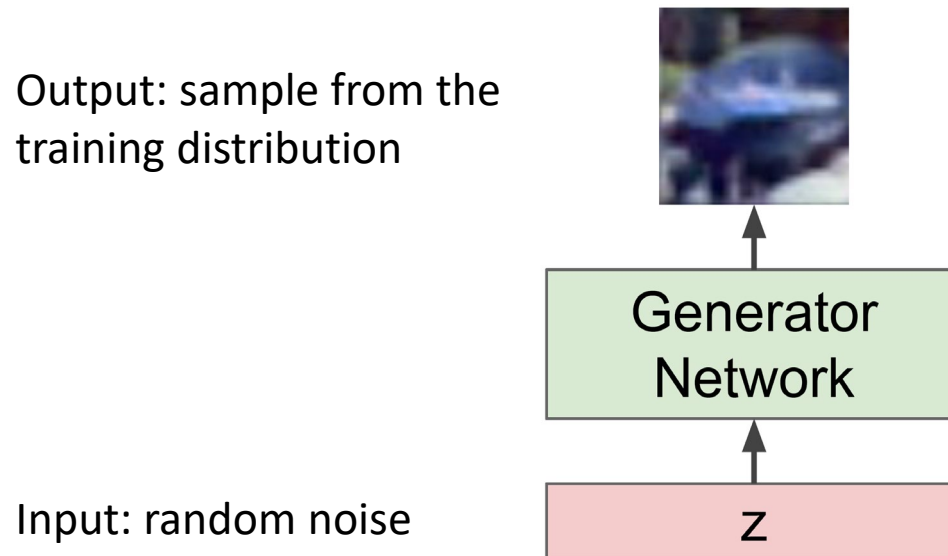 Output: sample from the
training distribution
Generator
Network
Input: random noise
z